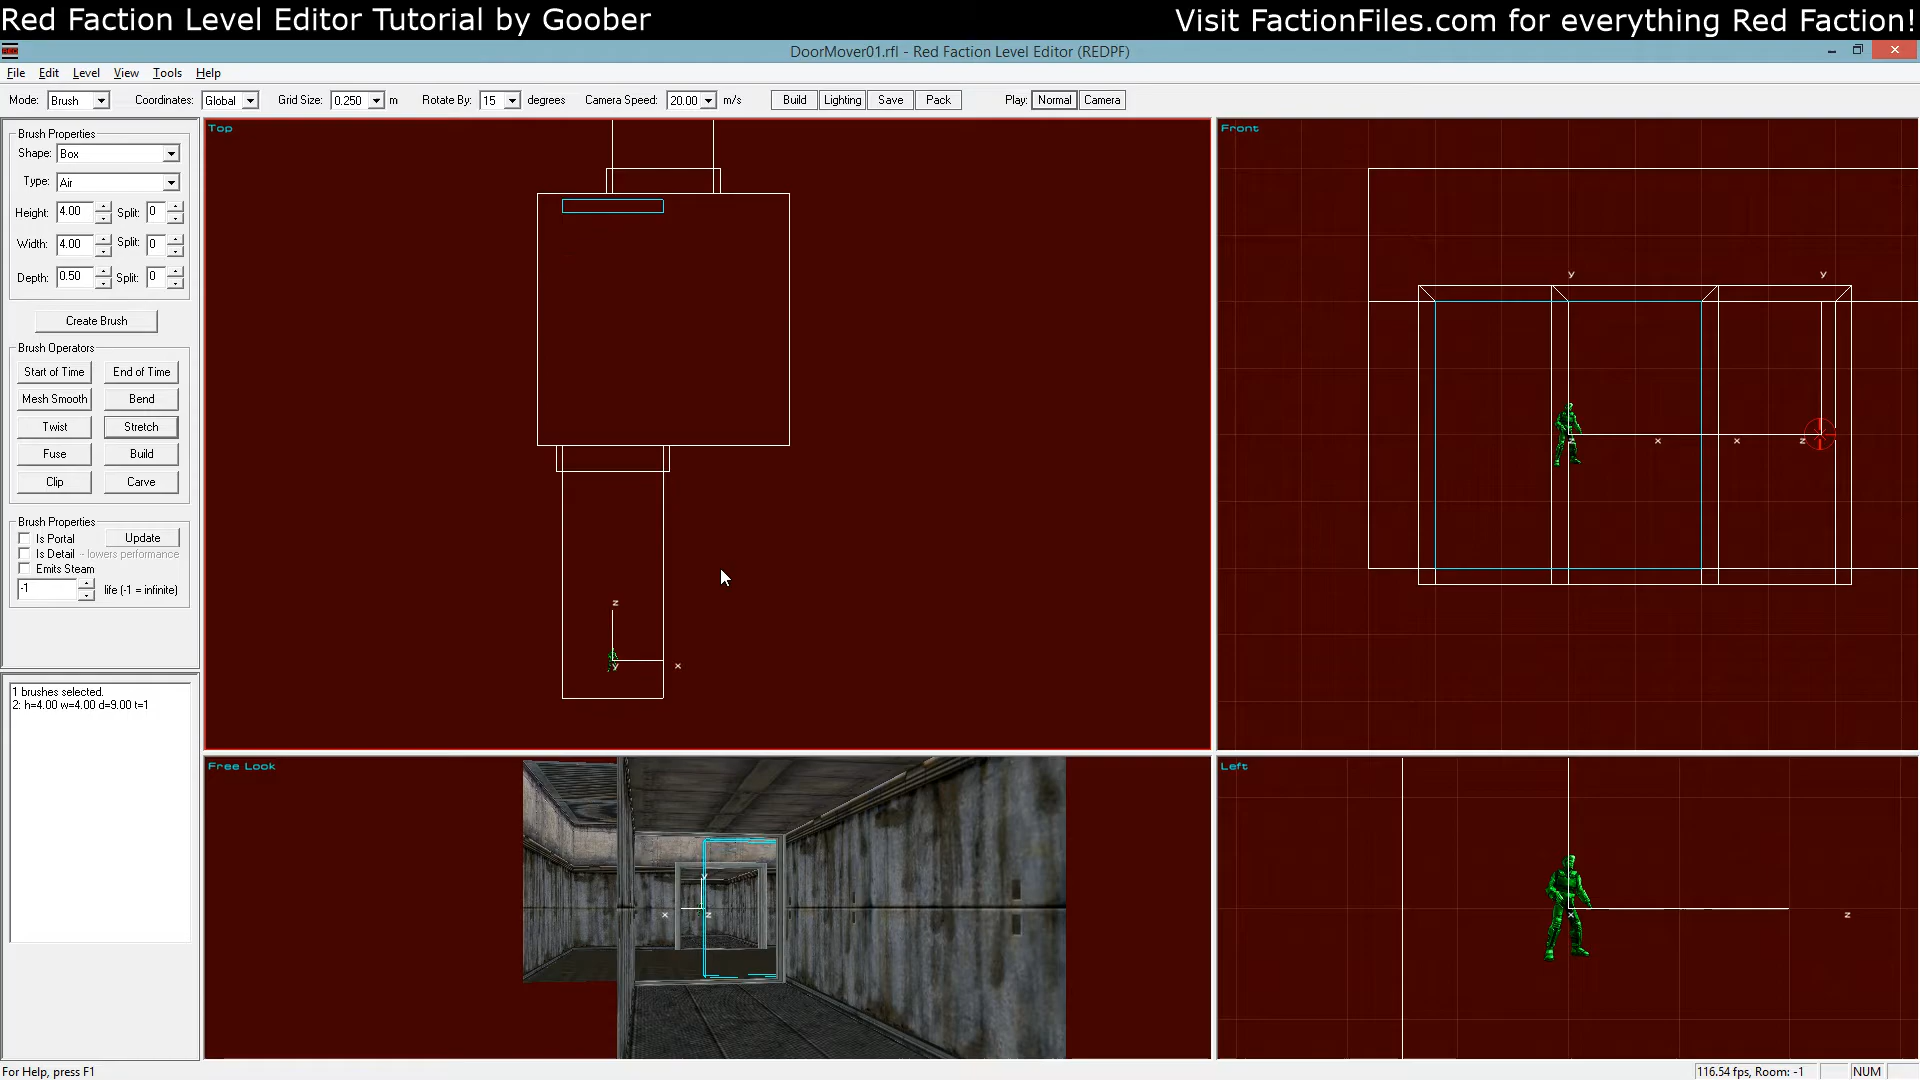 Red Faction Level Editor Tutorial by Goober
Visit FactionFiles.com for everything Red Faction!
DoorMover01.rfl - Red Faction Level Editor (REDPF)
File Edit Level View Tools Help
Mode: Brush Coordinates: Global Grid Size: 0.250 m Rotate By: 15 degrees Camera Speed: 20.00 m/s Build Lighting Save Pack Play: Normal Camera
Brush Properties
Shape: Box
Type: Air
Height: 4.00 Split: 0
Width: 4.00 Split: 0
Depth: 0.50 Split: 0
Create Brush
Brush Operators
Start of Time End of Time
Mesh Smooth Bend
Twist Stretch
Fuse Build
Clip Carve
Brush Properties
Is Portal Update
Is Detail - lowers performance
Emits Steam
-1 life (-1 = infinite)
1 brushes selected.
2: h=4.00 w=4.00 d=9.00 t=1
Top
z
y x
Front
y y
z x x z
Free Look
y
x z
Left
x z
For Help, press F1
116.54 fps, Room: -1 NUM